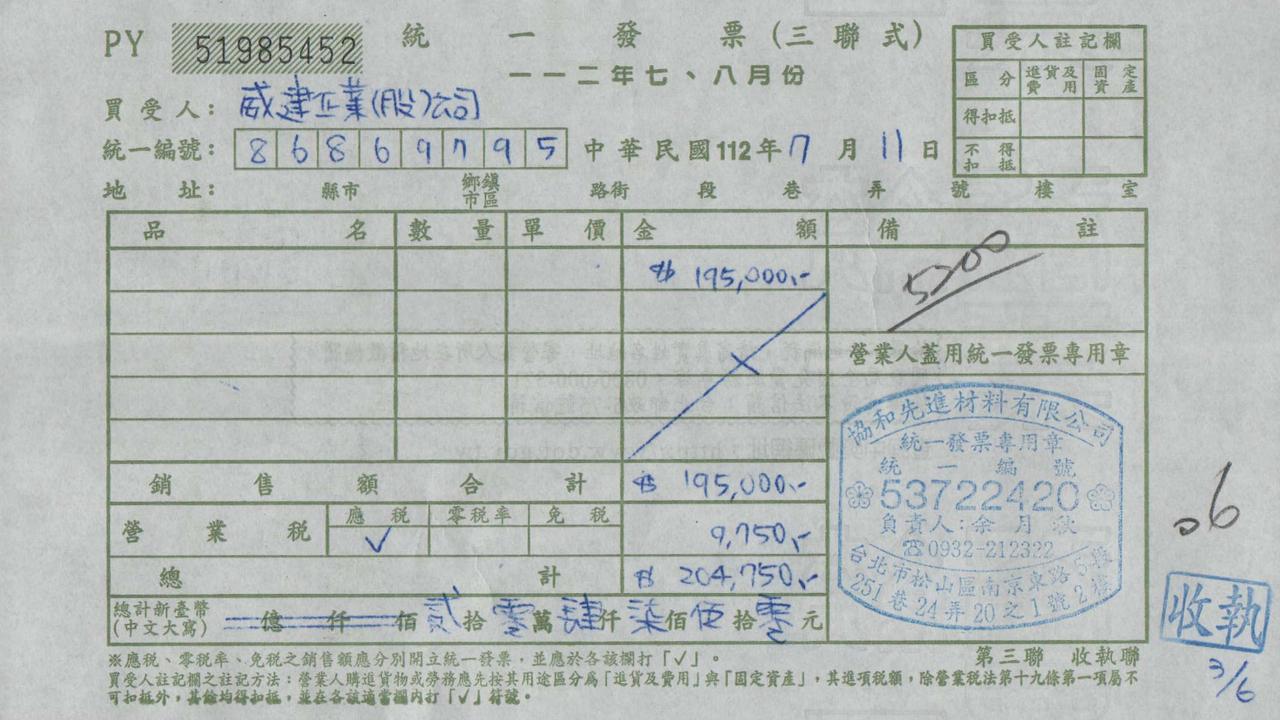 PY 51985452 統一發票(三聯式)
一一二年七、八月份
買受人註記欄
區分 進貨及費用 固定資產
得扣抵
不得扣抵
買受人: 威建企業(股)公司
統一編號: 86869795 中華民國112年7月11日
地址: 縣市 鄉鎮市區 路街 段 巷 弄 號 樓 室
品名 數量 單價 金額 備註
$ 195,000.-
5200
營業人蓋用統一發票專用章
協和先進材料有限公司
統一發票專用章
統一編號
53722420
負責人:余月秋
☎0932-212322
台北市松山區南京東路5段
251巷24弄20之1號2樓
銷售額合計 $ 195,000.-
營業稅 應稅 ✓ 零稅率 免稅 9,750.-
總計 $ 204,750.-
總計新臺幣(中文大寫) 億 仟 佰 貳拾零萬肆仟柒佰伍拾零元
06
收執
3/6
※應稅、零稅率、免稅之銷售額應分別開立統一發票,並應於各該欄打「✓」。
第三聯 收執聯
買受人註記欄之註記方法:營業人購進貨物或勞務應先按其用途區分為「進貨及費用」與「固定資產」,其進項稅額,除營業稅法第十九條第一項屬不
可扣抵外,其餘均得扣抵,並在各該適當欄內打「✓」符號。